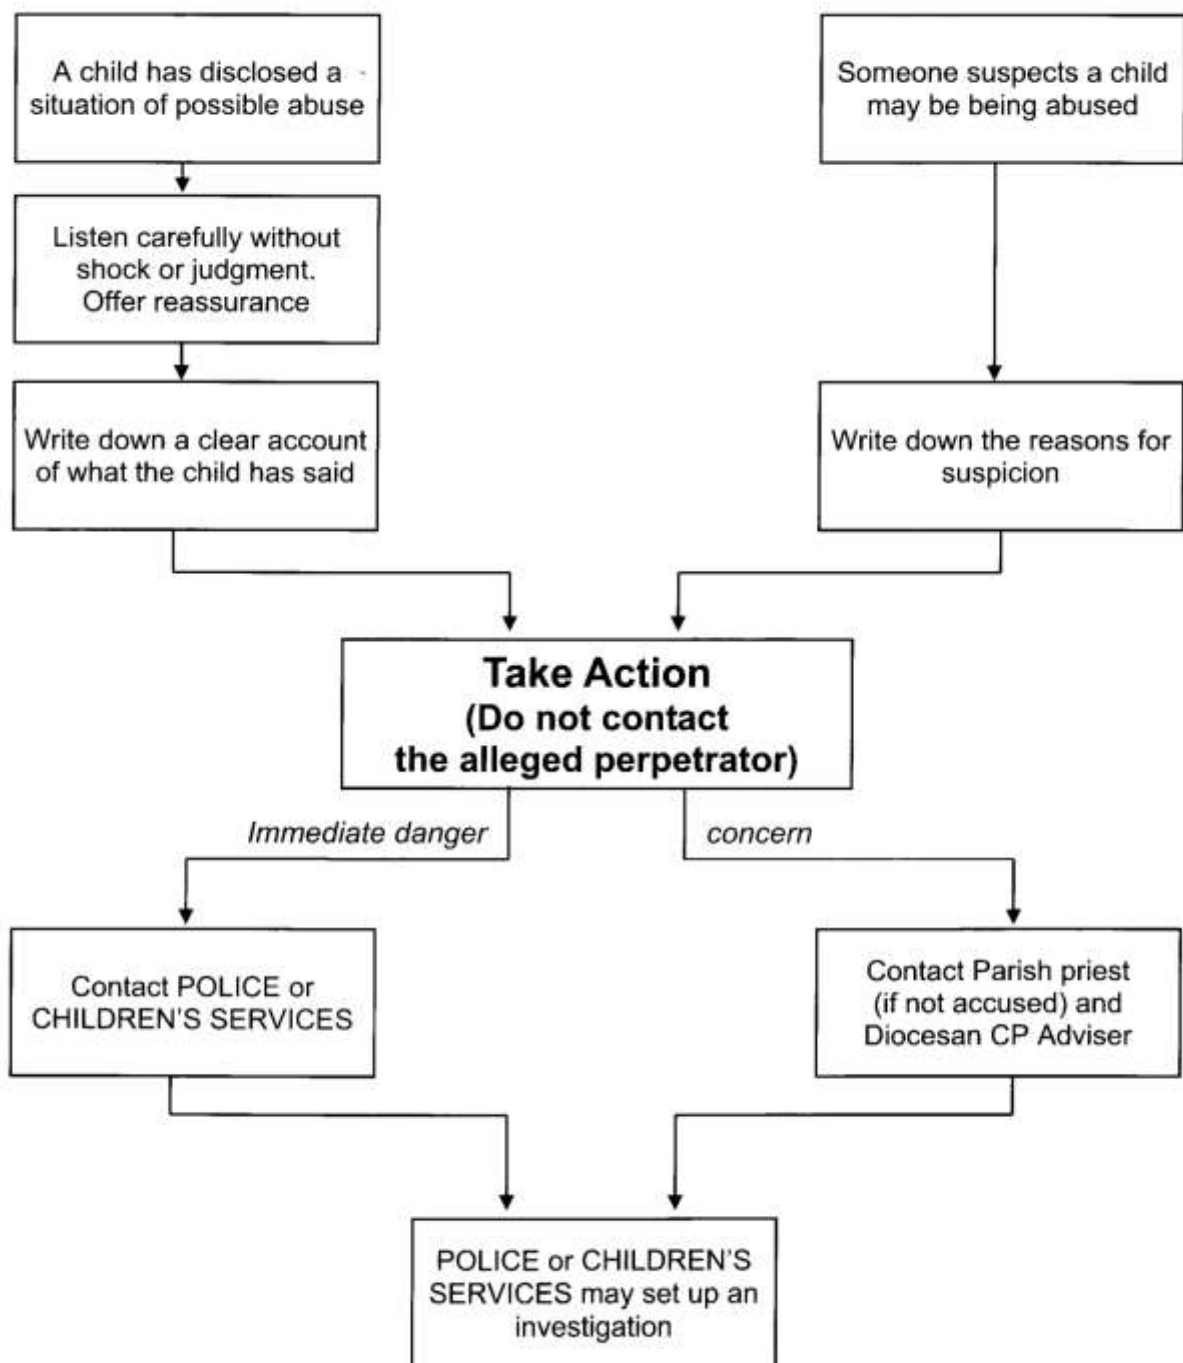 A child has disclosed a
situation of possible abuse
Someone suspects a child
may be being abused
Listen carefully without
shock or judgment.
Offer reassurance
Write down a clear account
of what the child has said
Write down the reasons for
suspicion
Take Action
(Do not contact
the alleged perpetrator)
Immediate danger
concern
Contact POLICE or
CHILDREN'S SERVICES
Contact Parish priest
(if not accused) and
Diocesan CP Adviser
POLICE or CHILDREN'S
SERVICES may set up an
investigation